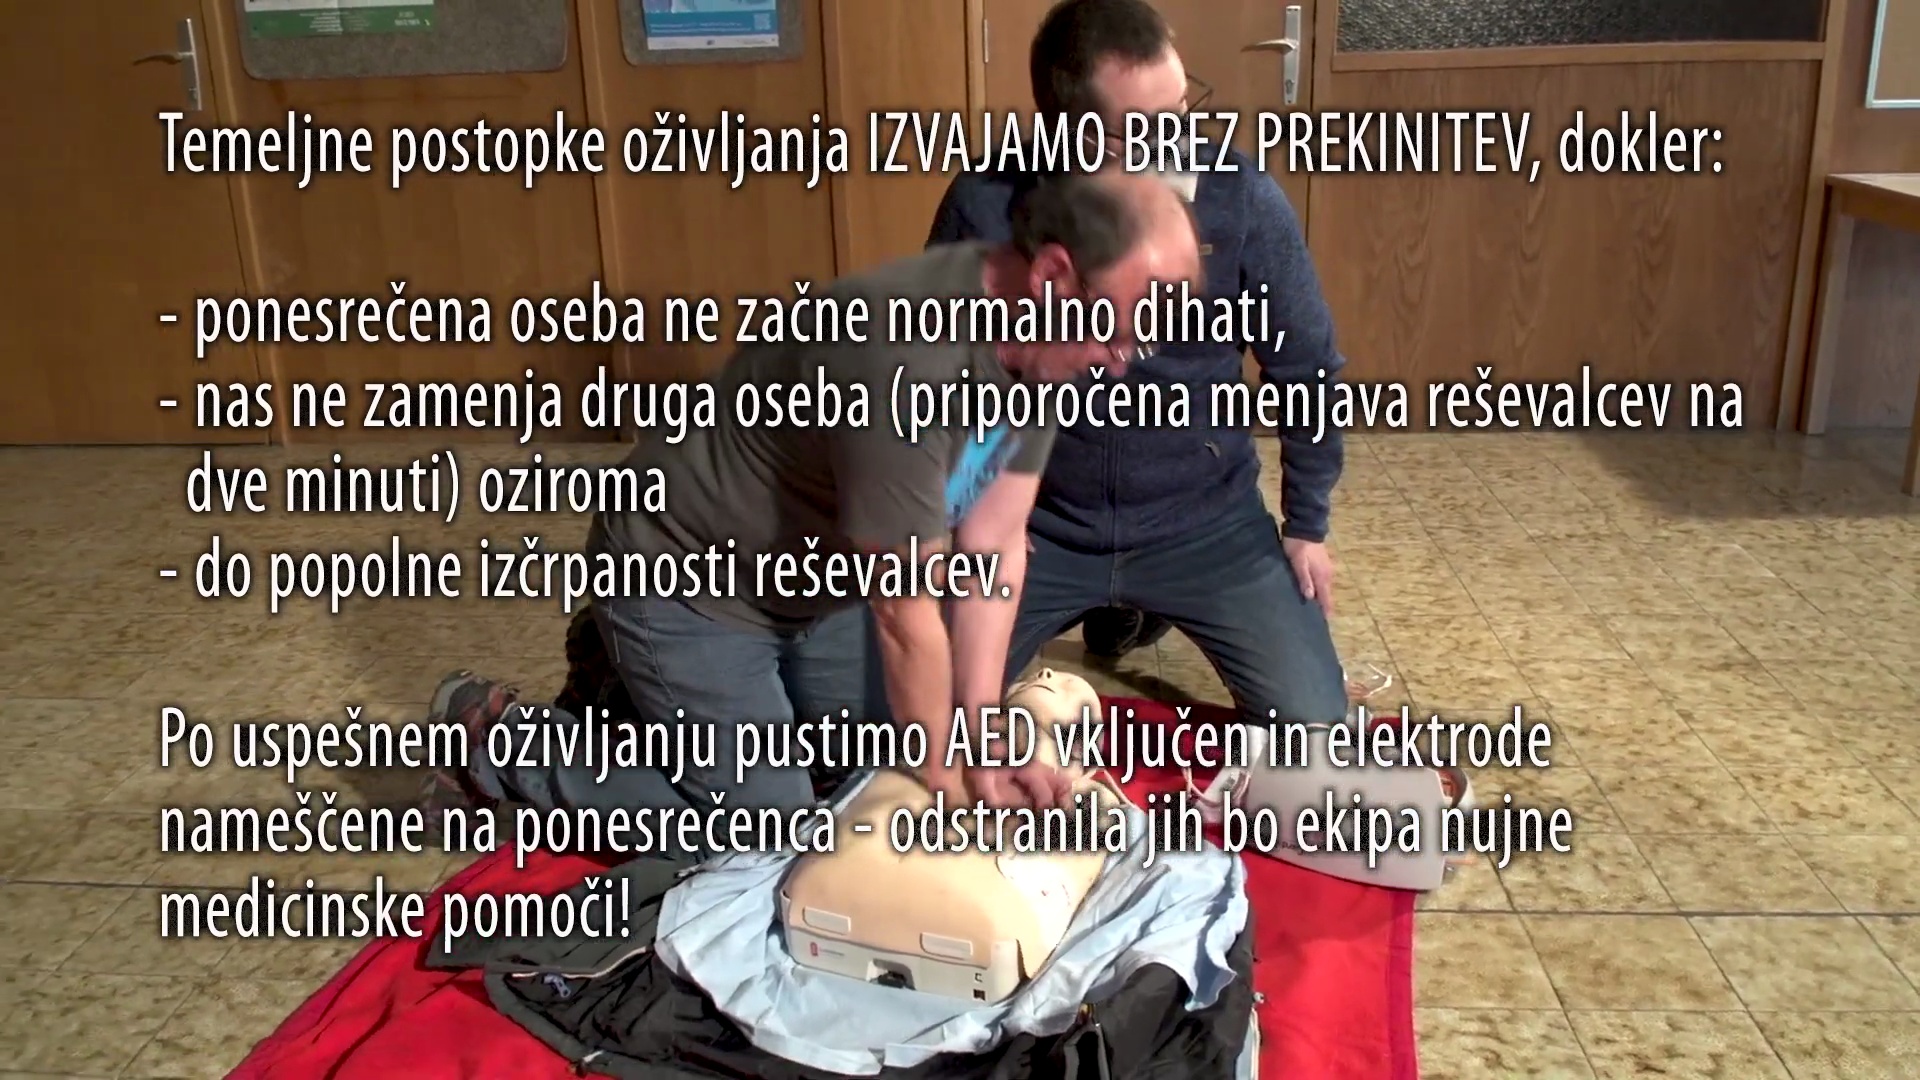 Temeljne postopke oživljanja IZVAJAMO BREZ PREKINITEV, dokler:
- ponesrečena oseba ne začne normalno dihati,
- nas ne zamenja druga oseba (priporočena menjava reševalcev na
dve minuti) oziroma
- do popolne izčrpanosti reševalcev.
Po uspešnem oživljanju pustimo AED vključen in elektrode
nameščene na ponesrečenca - odstranila jih bo ekipa nujne
medicinske pomoči!